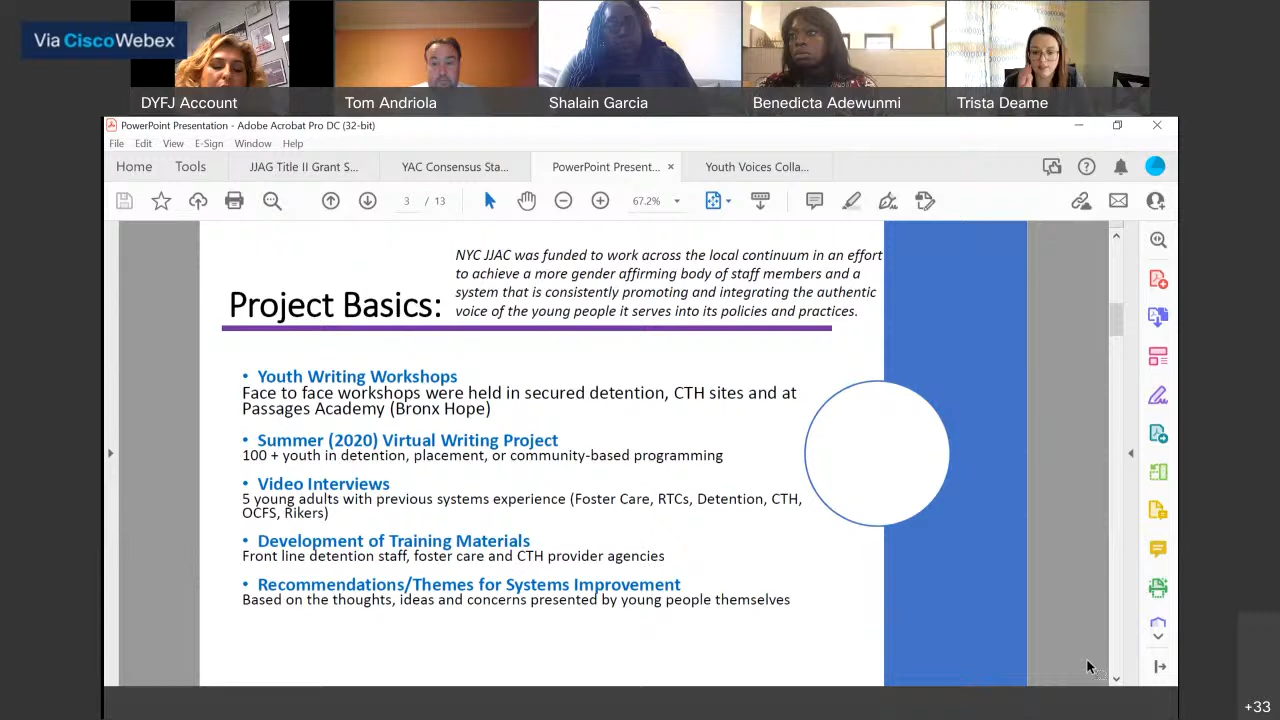 Via CiscoWebex
DYFJ Account
Tom Andriola
Shalain Garcia
Benedicta Adewunmi
Trista Deame
PowerPoint Presentation - Adobe Acrobat Pro DC (32-bit)
File Edit View E-Sign Window Help
Home Tools JJAG Title II Grant S... YAC Consensus Sta... PowerPoint Present... × Youth Voices Colla...
3 / 13 67.2%
NYC JJAC was funded to work across the local continuum in an effort
to achieve a more gender affirming body of staff members and a
system that is consistently promoting and integrating the authentic
voice of the young people it serves into its policies and practices.
Project Basics:
• Youth Writing Workshops
Face to face workshops were held in secured detention, CTH sites and at
Passages Academy (Bronx Hope)
• Summer (2020) Virtual Writing Project
100 + youth in detention, placement, or community-based programming
• Video Interviews
5 young adults with previous systems experience (Foster Care, RTCs, Detention, CTH,
OCFS, Rikers)
• Development of Training Materials
Front line detention staff, foster care and CTH provider agencies
• Recommendations/Themes for Systems Improvement
Based on the thoughts, ideas and concerns presented by young people themselves
+33